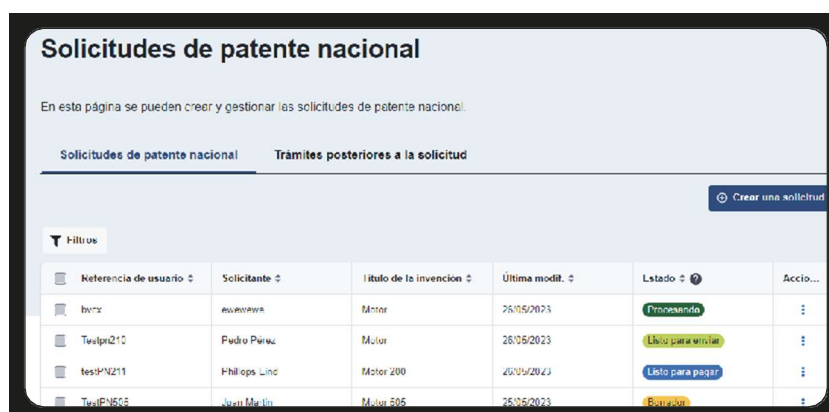 Solicitudes de patente nacional
En esta página se pueden crear y gestionar las solicitudes de patente nacional.
Solicitudes de patente nacional Trámites posteriores a la solicitud
Crear una solicitud
Filtros
Referencia de usuario Solicitante Título de la invención Última modif. Estado Accio...
ewewewe Motor 26/05/2023 Procesando
Testpn210 Pedro Pérez Motor 26/05/2023 Listo para enviar
testPN211 Phillops Lind Motor 200 26/05/2023 Listo para pagar
TestPN505 Juan Martin Motor 505 25/05/2023 Borrador